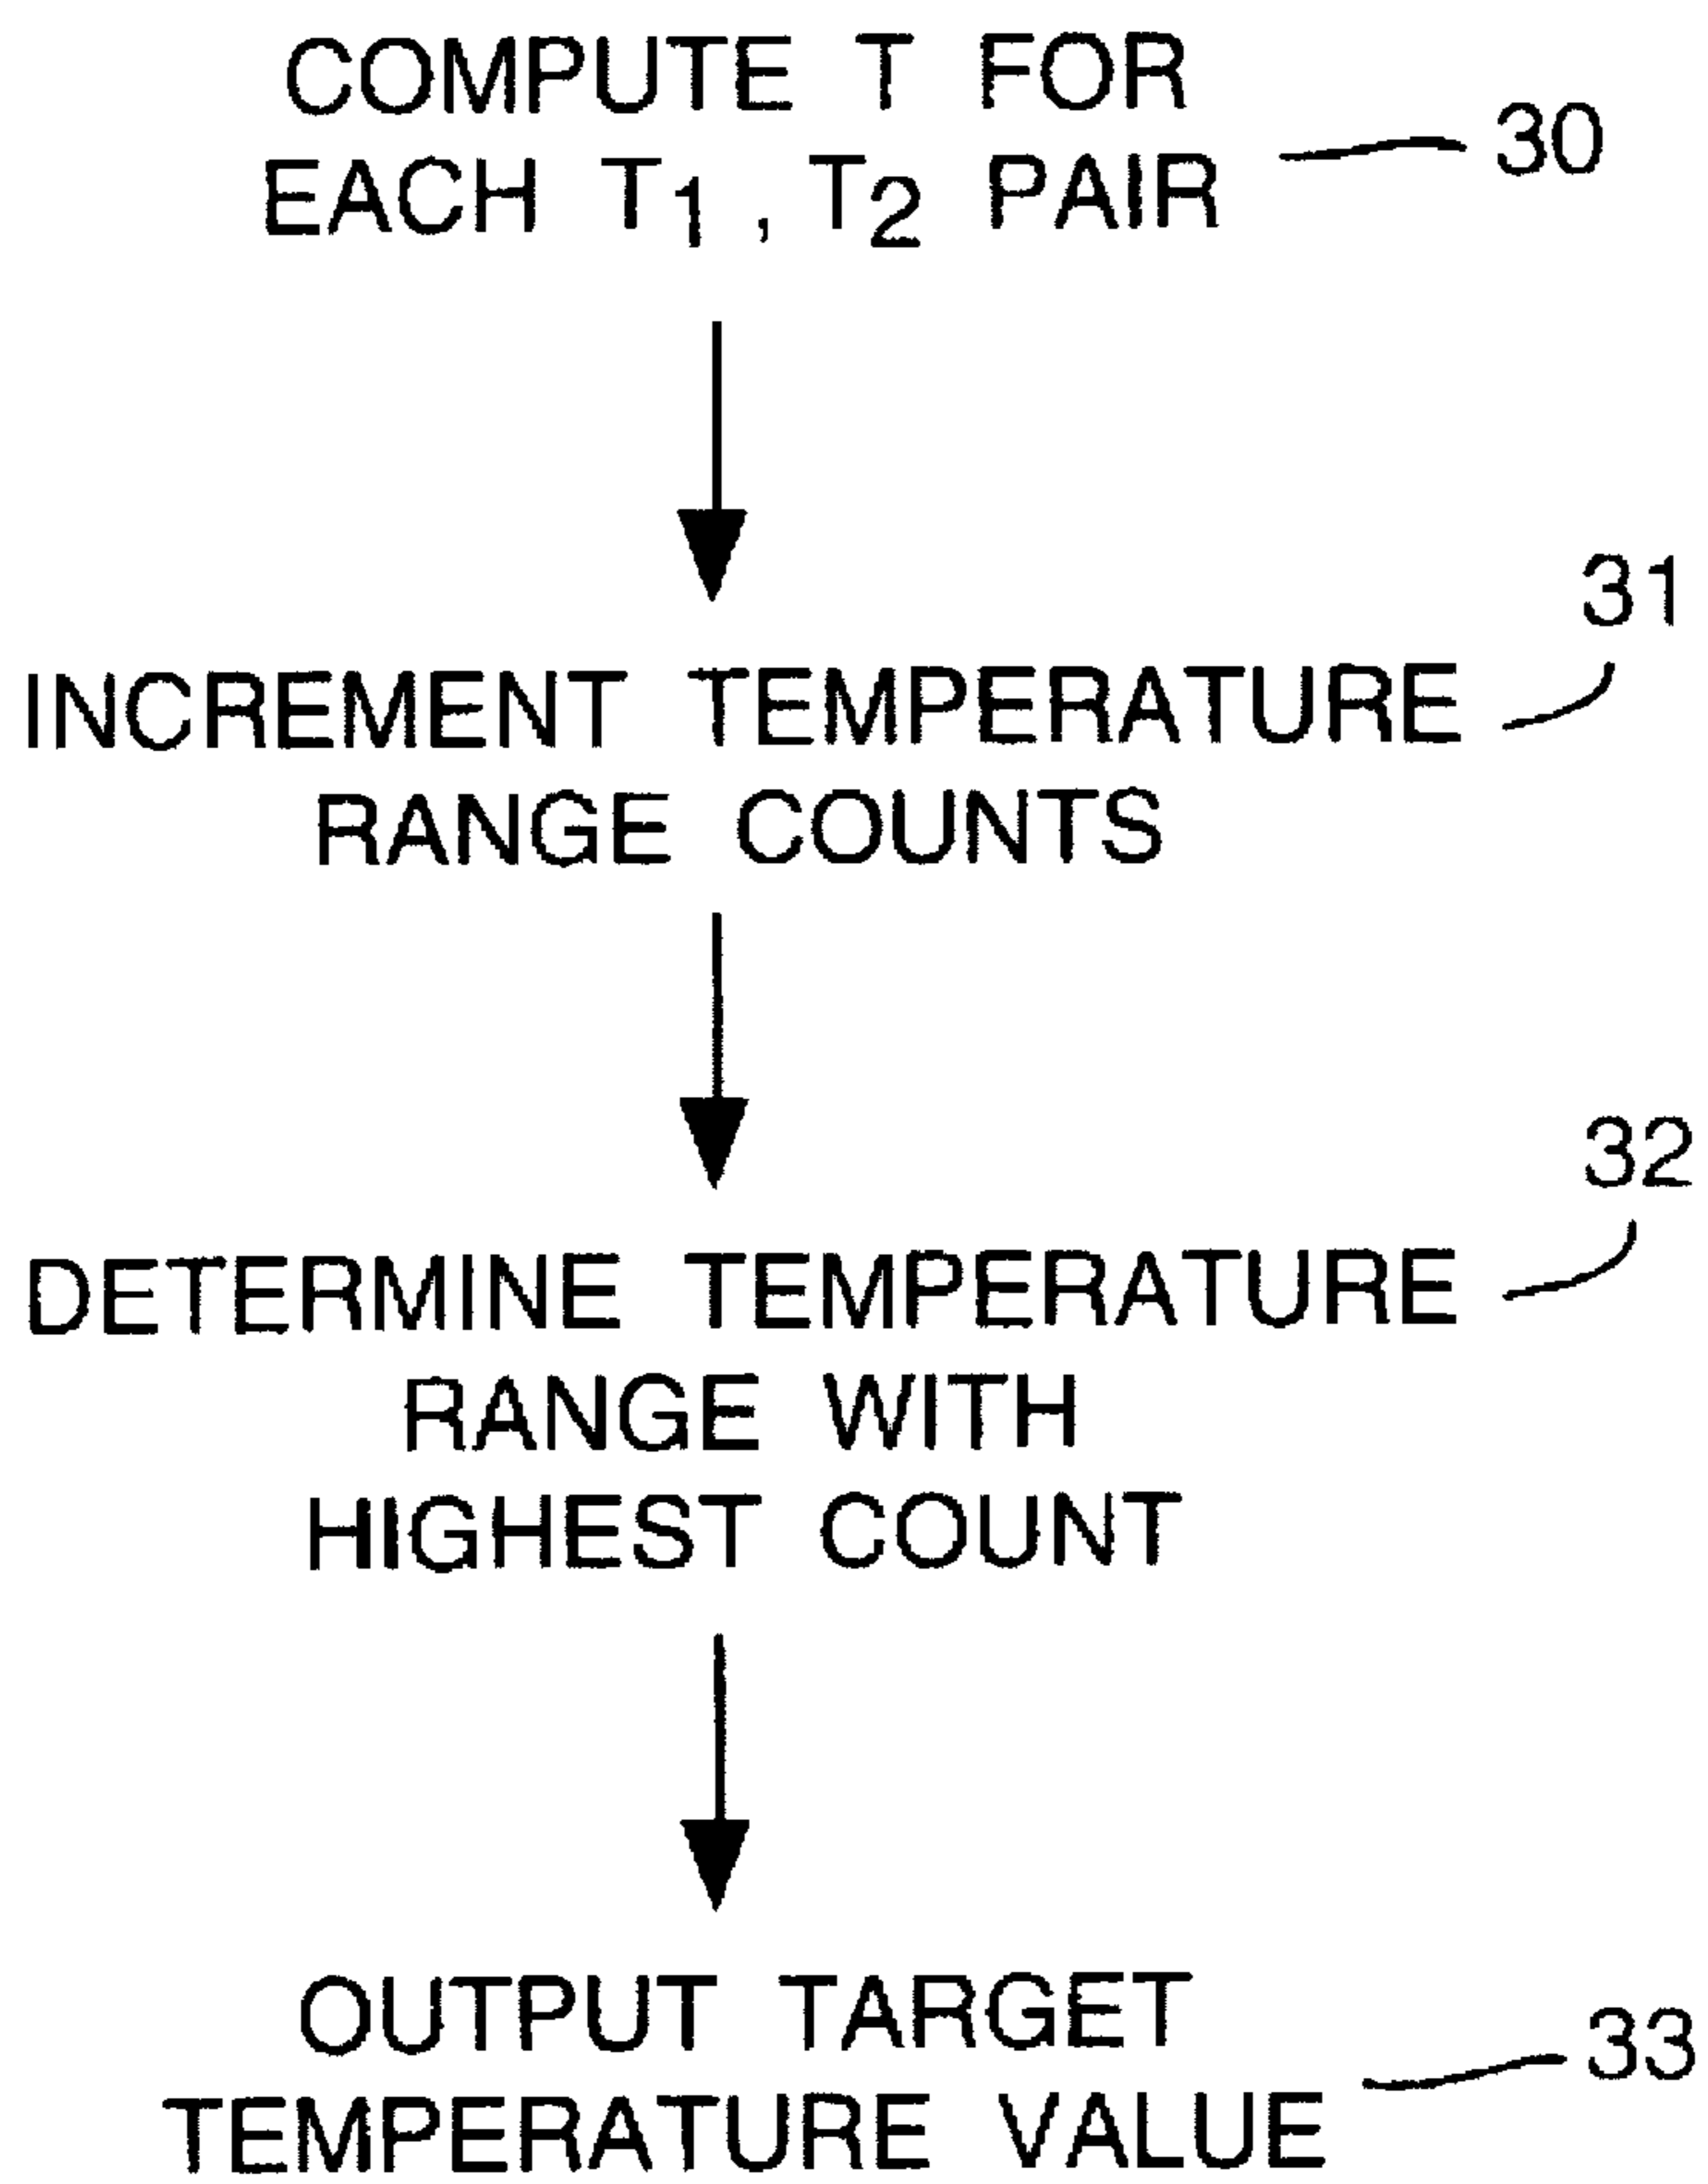 COMPUTE T FOR
EACH T1 , T2 PAIR
30
31
INCREMENT TEMPERATURE
RANGE COUNTS
32
DETERMINE TEMPERATURE
RANGE WITH
HIGHEST COUNT
OUTPUT TARGET
33
TEMPERATURE VALUE